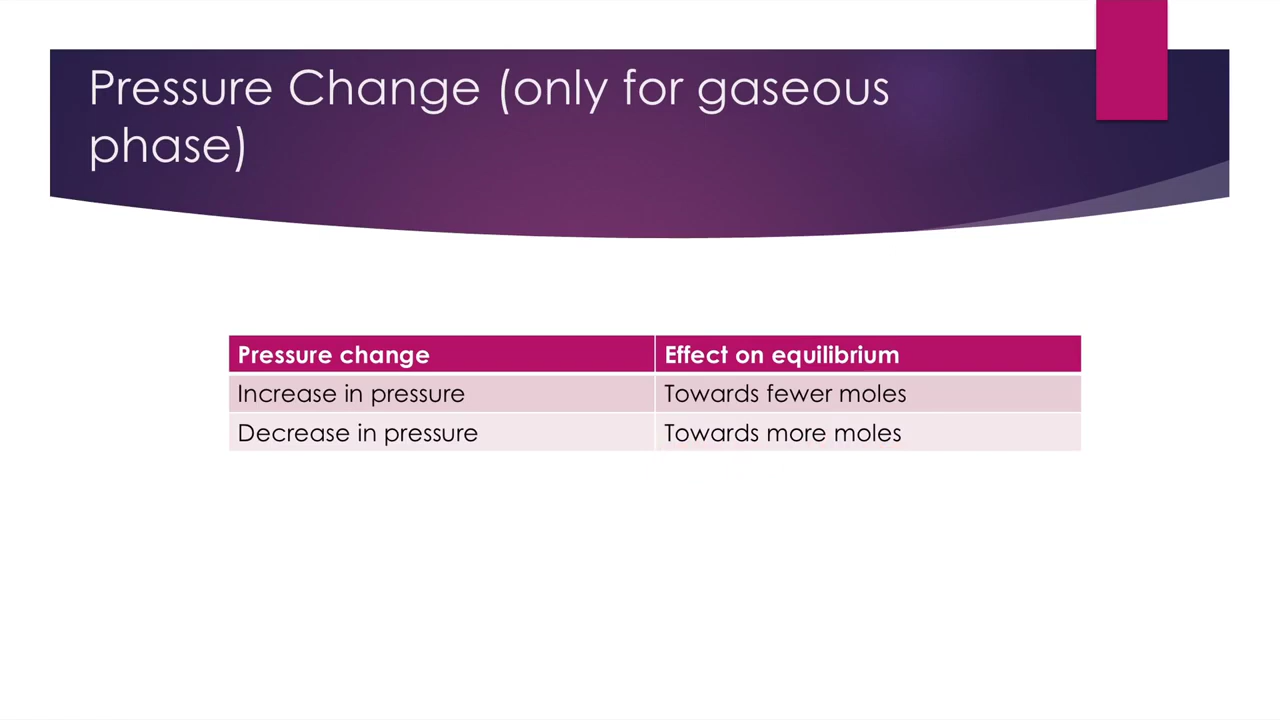 Pressure Change (only for gaseous
phase)
Pressure change Effect on equilibrium
Increase in pressure Towards fewer moles
Decrease in pressure Towards more moles